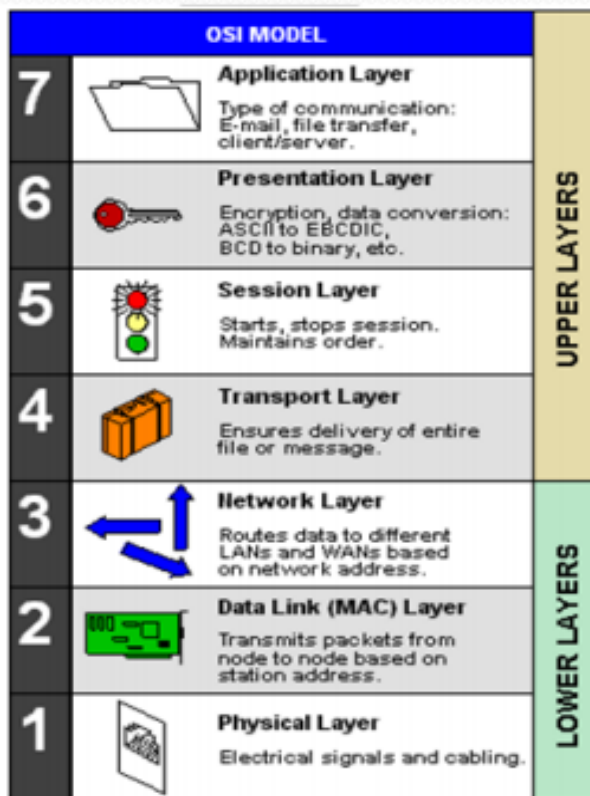 OSI MODEL
7
Application Layer
Type of communication:
E-mail, file transfer,
client/server.
6
Presentation Layer
Encryption, data conversion:
ASCII to EBCDIC,
BCD to binary, etc.
5
Session Layer
Starts, stops session.
Maintains order.
4
Transport Layer
Ensures delivery of entire
file or message.
UPPER LAYERS
3
Network Layer
Routes data to different
LANs and WANs based
on network address.
2
Data Link (MAC) Layer
Transmits packets from
node to node based on
station address.
1
Physical Layer
Electrical signals and cabling.
LOWER LAYERS